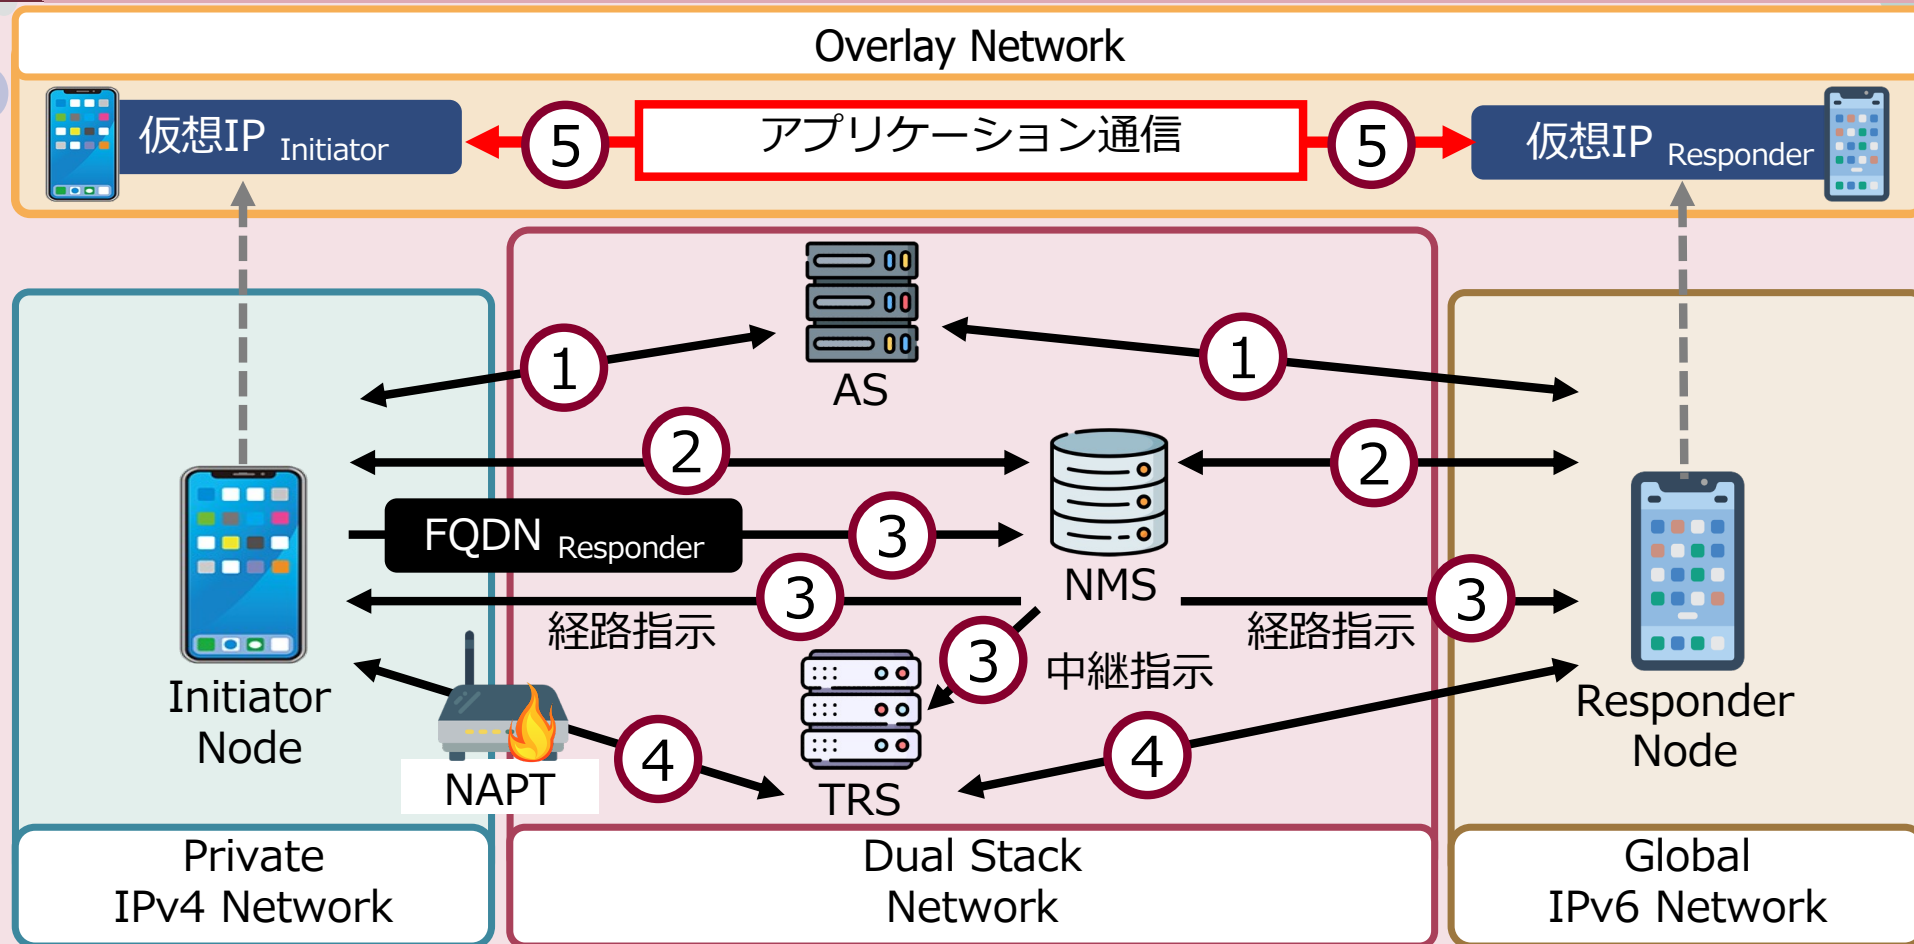 Overlay Network
仮想IP Initiator
⑤
アプリケーション通信
⑤
仮想IP Responder
①
AS
①
②
②
FQDN Responder
③
NMS
③
経路指示
③
経路指示
③
中継指示
Initiator
Node
NAPT
④
TRS
④
Responder
Node
Private
IPv4 Network
Dual Stack
Network
Global
IPv6 Network